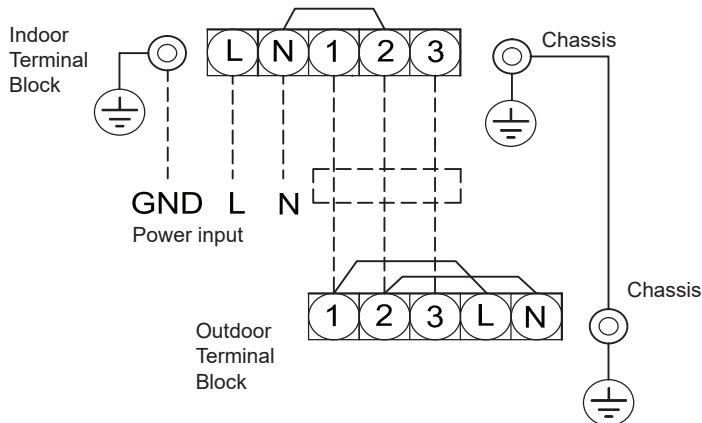 Indoor
Terminal
Block
L N 1 2 3
Chassis
GND L N
Power input
Chassis
1 2 3 L N
Outdoor
Terminal
Block